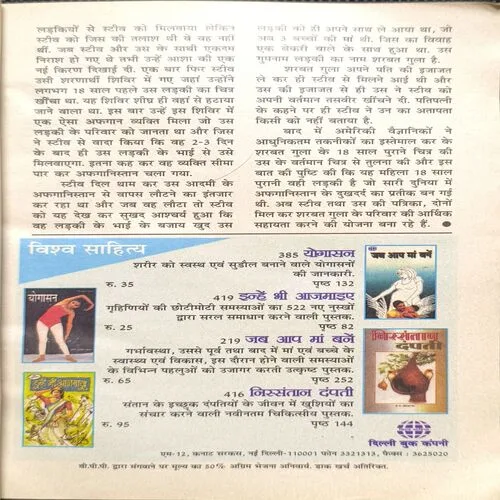 लड़कियों से स्टीव को मिलवाया लेकिन
स्टीव को जिस की तलाश थी वे वह नहीं
थीं. जब स्टीव और उस के साथी एकदम
निराश हो गए थे तभी उन्हें आशा की एक
नई किरण दिखाई दी. एक बार फिर स्टीव
उसी शरणार्थी शिविर में गए जहां उन्होंने
लगभग 18 साल पहले उस लड़की का चित्र
खींचा था. यह शिविर शीघ्र ही वहां से हटाया
जाने वाला था. इस बार उन्हें इस शिविर में
एक ऐसा अफगान व्यक्ति मिला जो उस
लड़की के परिवार को जानता था और जिस
ने स्टीव से वादा किया कि वह 2-3 दिन
के बाद ही उस लड़की के भाई से उसे
मिलवाएगा. इतना कह कर वह व्यक्ति सीमा
पार कर अफगानिस्तान चला गया.
स्टीव दिल थाम कर उस आदमी के
अफगानिस्तान से वापस लौटने का इंतजार
कर रहा था और जब वह लौटा तो स्टीव
को यह देख कर सुखद आश्चर्य हुआ कि
वह लड़की के भाई के बजाय खुद उस
लड़की को ही अपने साथ ले आया था, जो
अब 3 बच्चों की मां थी. जिस का विवाह
एक बेकरी वाले के साथ हुआ था. उस
गुमनाम लड़की का नाम शरबत गुला है.
शरबत गुला अपने पति की इजाजत
ले कर ही स्टीव से मिलने आई थी और
उस की इजाजत से ही उस ने स्टीव को
अपनी वर्तमान तसवीर खींचने दी. पतिपत्नी
के कहने पर ही स्टीव ने उन का अतापता
किसी को नहीं बताया है.
बाद में अमेरिकी वैज्ञानिकों ने
आधुनिकतम तकनीकों का इस्तेमाल कर के
शरबत गुला के 18 साल पुराने चित्र की
उस के वर्तमान चित्र से तुलना की और इस
बात की पुष्टि की कि यह महिला 18 साल
पुरानी वही लड़की है जो सारी दुनिया में
अफगानिस्तान के दुखदर्द का प्रतीक बन गई
थी. अब स्टीव तथा उस की पत्रिका, दोनों
मिल कर शरबत गुला के परिवार की आर्थिक
सहायता करने की योजना बना रहे हैं. ●
विश्व साहित्य
385 योगासन
शरीर को स्वस्थ एवं सुडौल बनाने वाले योगासनों
की जानकारी.
रु. 35 पृष्ठ 132
419 इन्हें भी आजमाइए
गृहिणियों की छोटीमोटी समस्याओं का 522 नए नुस्खों
द्वारा सरल समाधान करने वाली पुस्तक.
रु. 25 पृष्ठ 82
219 जब आप मां बनें
गर्भावस्था, उससे पूर्व तथा बाद में मां एवं बच्चे के
स्वास्थ्य एवं विकास, इस दौरान होने वाली समस्याओं
के विभिन्न पहलुओं को उजागर करती उत्कृष्ट पुस्तक.
रु. 65 पृष्ठ 252
416 निस्संतान दंपती
संतान के इच्छुक दंपतियों के जीवन में खुशियों का
संचार करने वाली नवीनतम चिकित्सीय पुस्तक.
रु. 95 पृष्ठ 144
योगासन
इन्हें भी आजमाइए
जब आप मां बनें
निस्संतान
दंपती
दिल्ली बुक कंपनी
एम-12, कनाट सरकस, नई दिल्ली-110001 फोन 3321313, फैक्स : 3625020
वी.पी.पी. द्वारा मंगवाने पर मूल्य का 50% अग्रिम भेजना अनिवार्य. डाक खर्च अतिरिक्त.